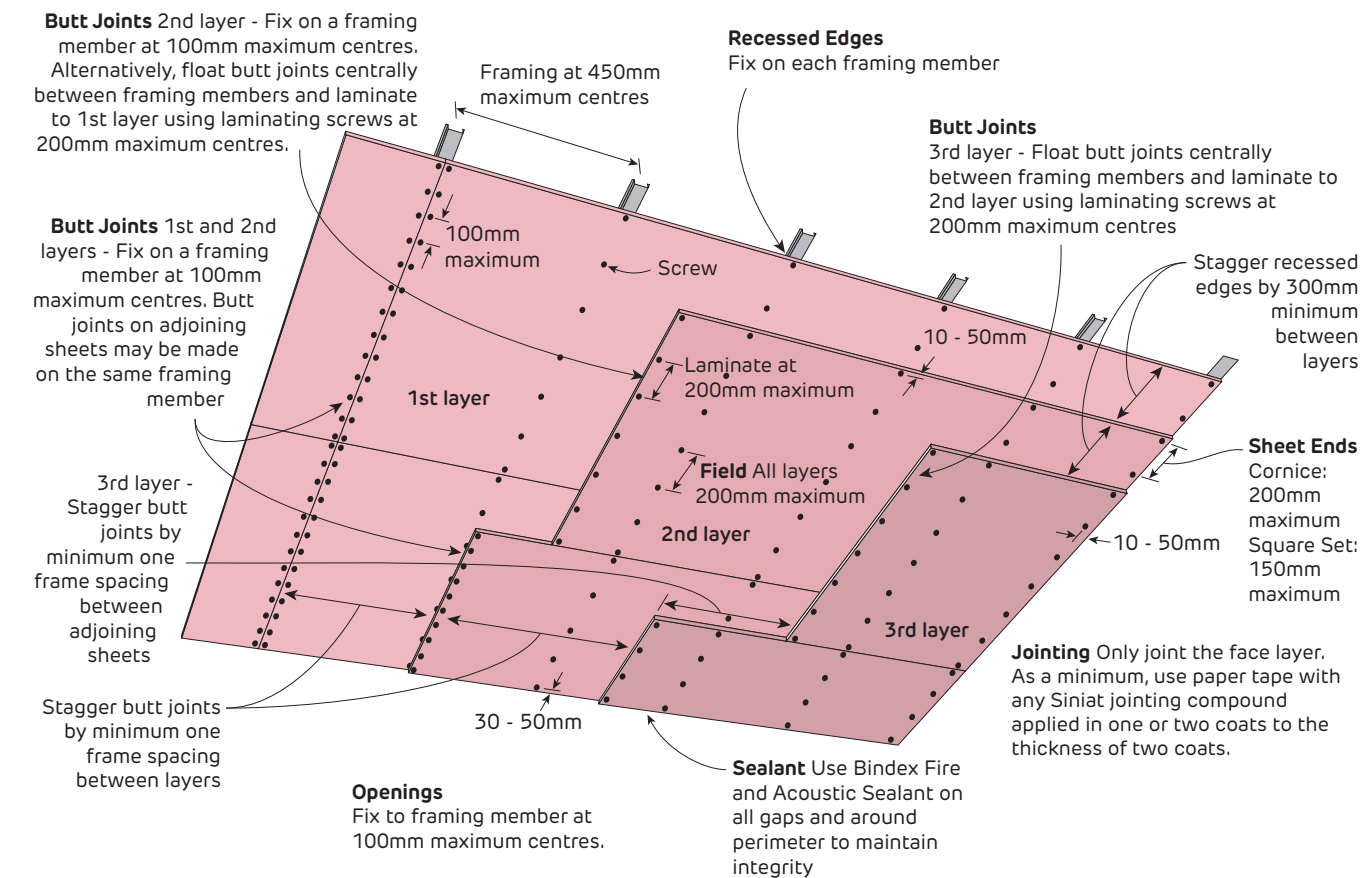 Butt Joints 2nd layer - Fix on a framing
member at 100mm maximum centres.
Alternatively, float butt joints centrally
between framing members and laminate
to 1st layer using laminating screws at
200mm maximum centres.
Framing at 450mm
maximum centres
Recessed Edges
Fix on each framing member
Butt Joints
3rd layer - Float butt joints centrally
between framing members and laminate to
2nd layer using laminating screws at
200mm maximum centres
Butt Joints 1st and 2nd
layers - Fix on a framing
member at 100mm
maximum centres. Butt
joints on adjoining
sheets may be made
on the same framing
member
100mm
maximum
Screw
Stagger recessed
edges by 300mm
minimum
between
layers
10 - 50mm
Laminate at
200mm maximum
1st layer
Field All layers
200mm maximum
2nd layer
Sheet Ends
Cornice:
200mm
maximum
Square Set:
150mm
maximum
3rd layer -
Stagger butt
joints by
minimum one
frame spacing
between
adjoining
sheets
10 - 50mm
3rd layer
Jointing Only joint the face layer.
As a minimum, use paper tape with
any Siniat jointing compound
applied in one or two coats to the
thickness of two coats.
Stagger butt joints
by minimum one
frame spacing
between layers
30 - 50mm
Openings
Fix to framing member at
100mm maximum centres.
Sealant Use Bindex Fire
and Acoustic Sealant on
all gaps and around
perimeter to maintain
integrity